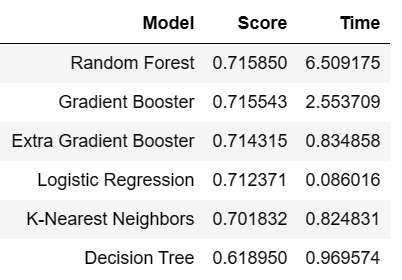 Model Score Time
Random Forest 0.715850 6.509175
Gradient Booster 0.715543 2.553709
Extra Gradient Booster 0.714315 0.834858
Logistic Regression 0.712371 0.086016
K-Nearest Neighbors 0.701832 0.824831
Decision Tree 0.618950 0.969574